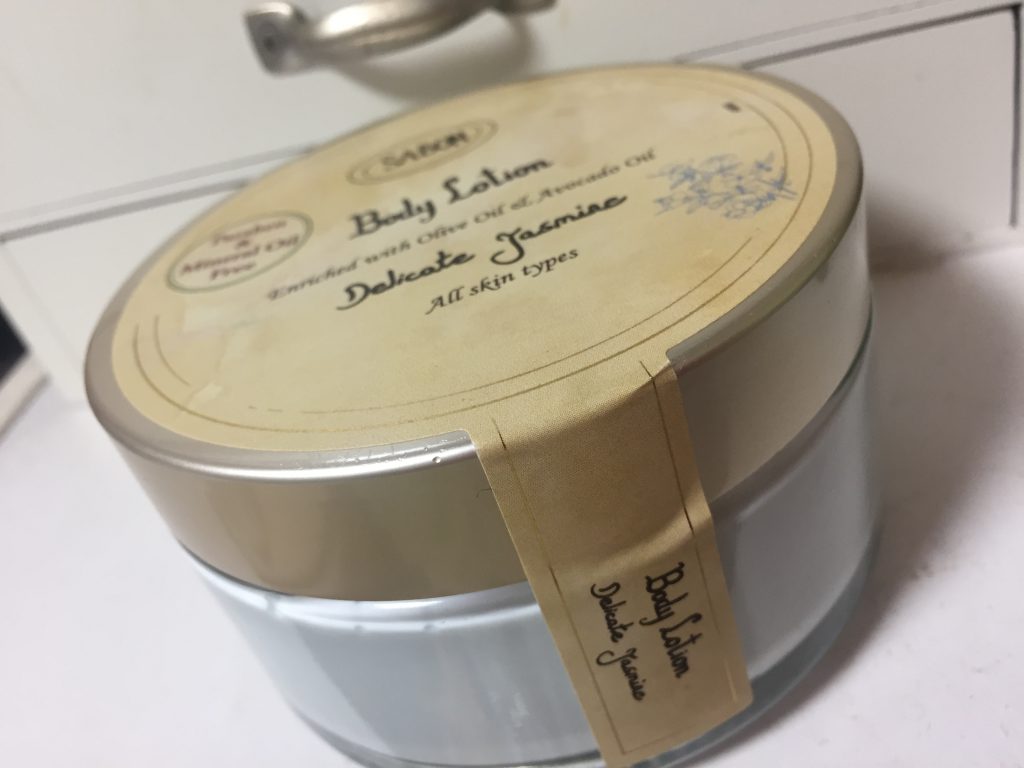 SABON
Body Lotion
Enriched with Olive Oil & Avocado Oil
Delicate Jasmine
All skin types
Paraben
&
Mineral Oil
Free
Body Lotion
Delicate Jasmine